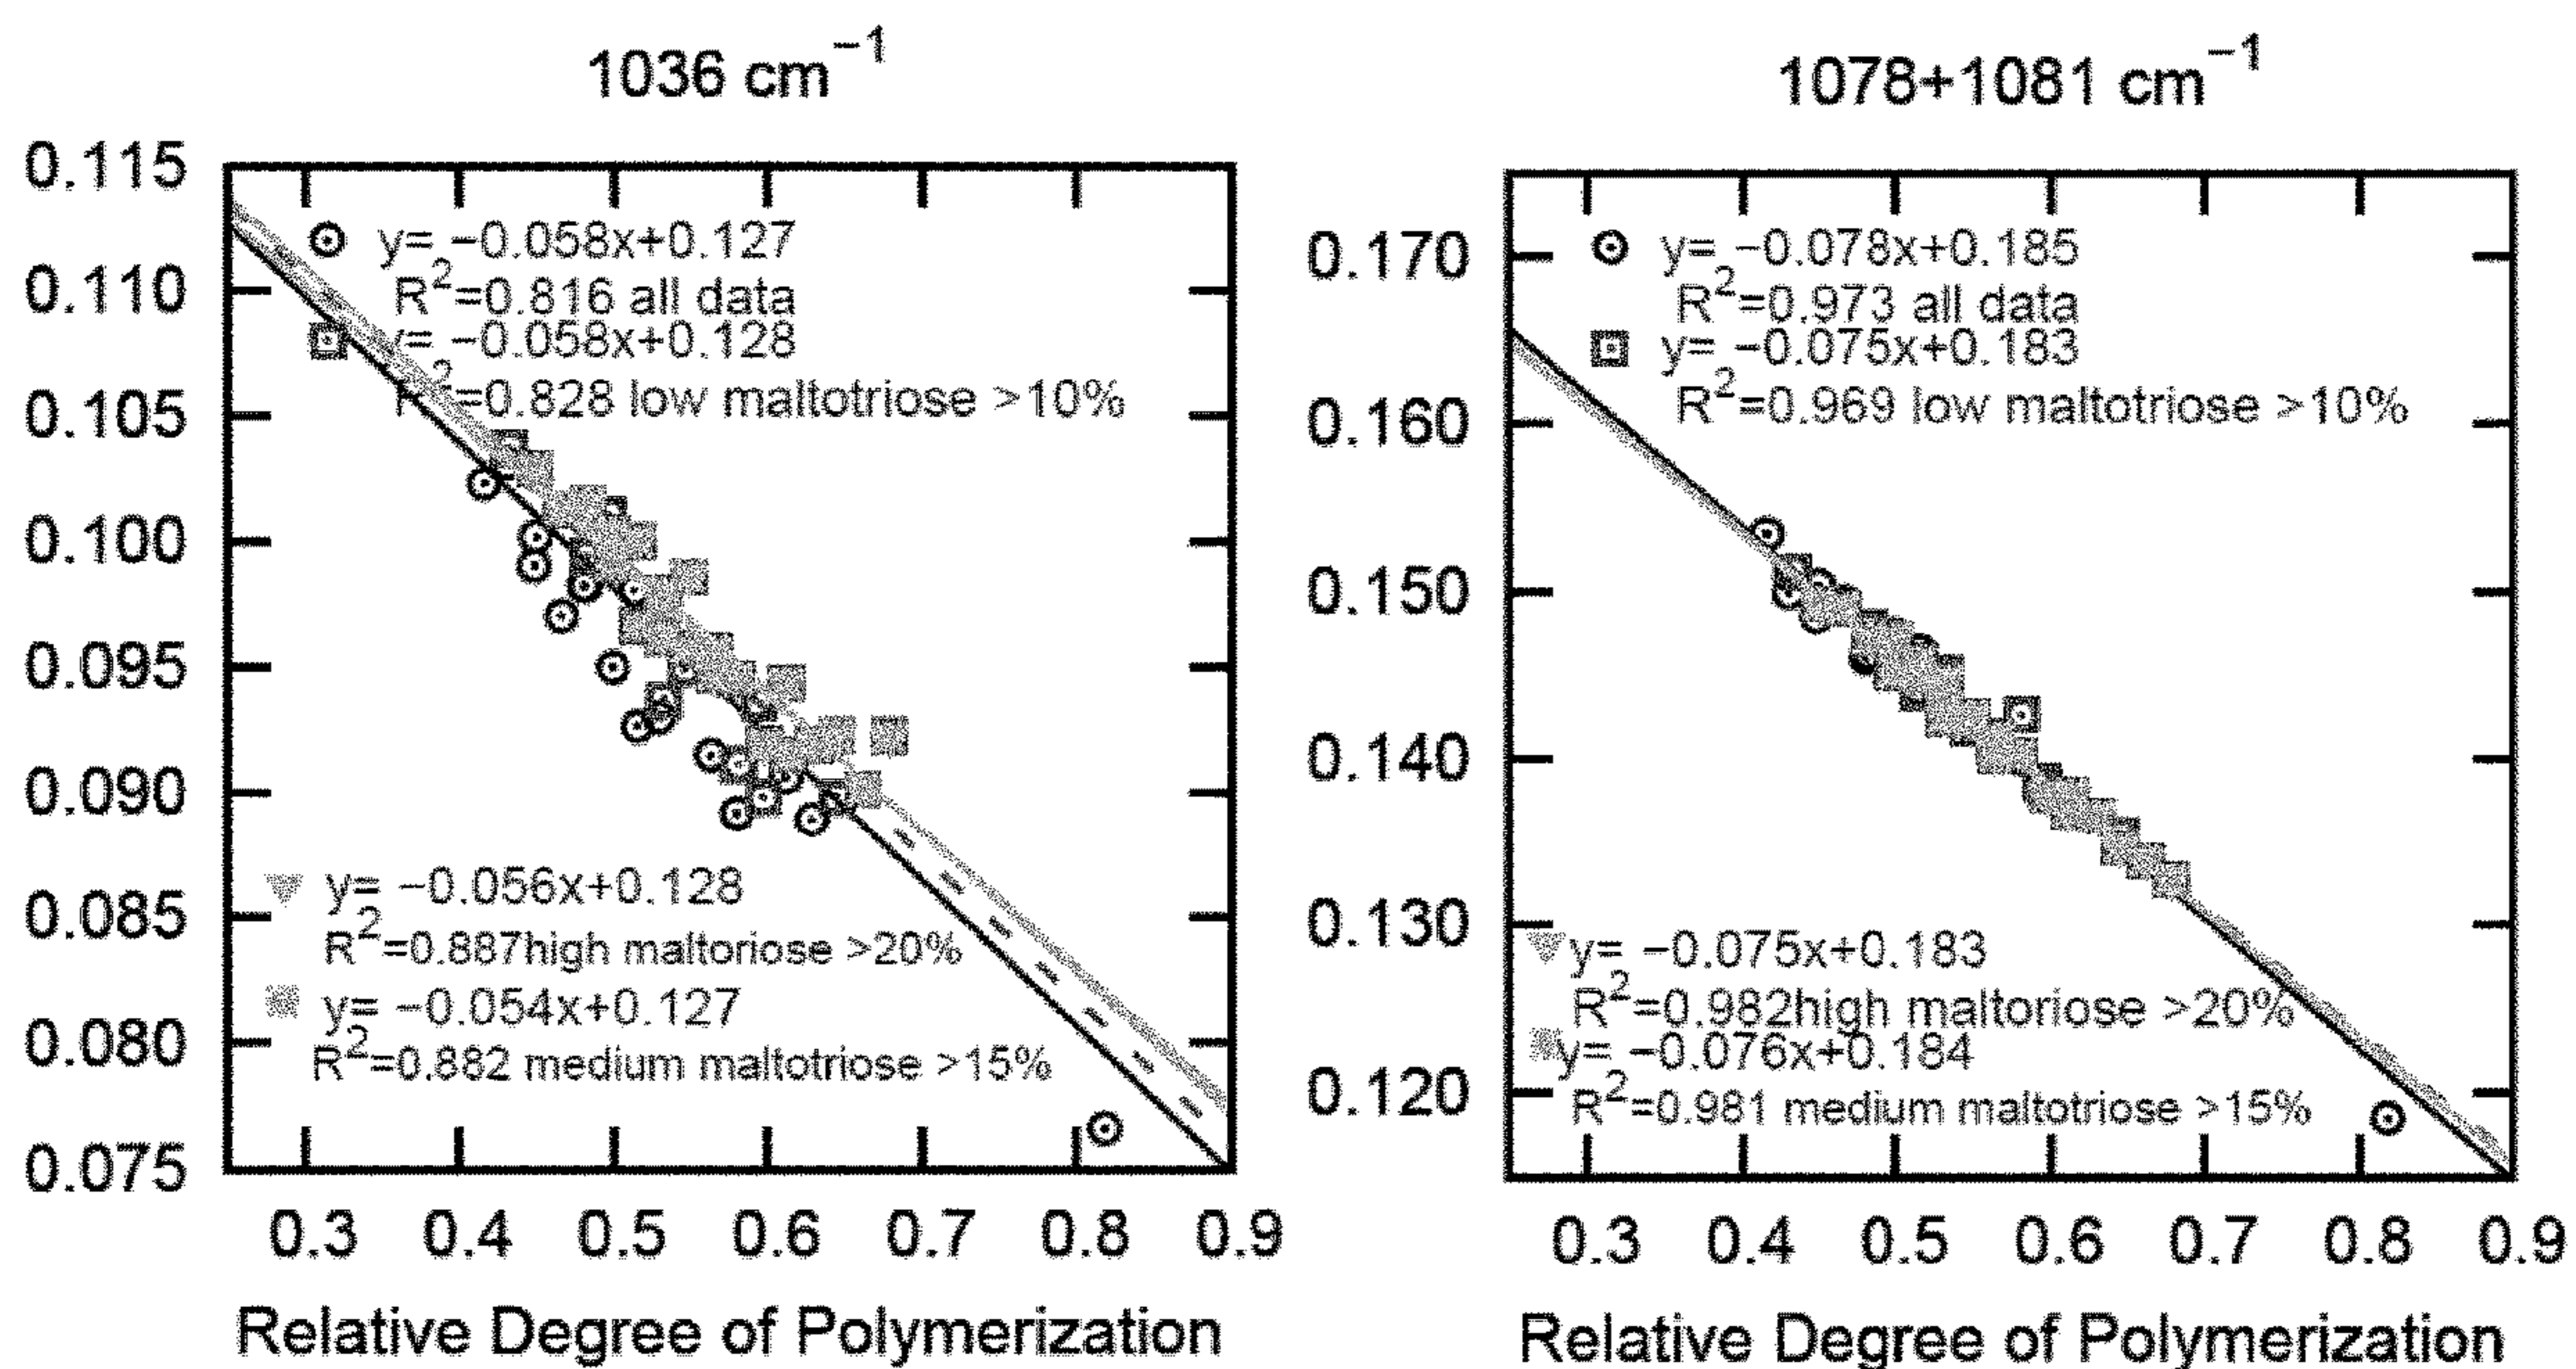 1036 cm⁻¹
0.115
0.110
0.105
0.100
0.095
0.090
0.085
0.080
0.075
y= −0.058x+0.127
R²=0.816 all data
y= −0.058x+0.128
R²=0.828 low maltotriose >10%
y= −0.056x+0.128
R²=0.887high maltoriose >20%
y= −0.054x+0.127
R²=0.882 medium maltotriose >15%
0.3 0.4 0.5 0.6 0.7 0.8 0.9
Relative Degree of Polymerization
1078+1081 cm⁻¹
0.170
0.160
0.150
0.140
0.130
0.120
y= −0.078x+0.185
R²=0.973 all data
y= −0.075x+0.183
R²=0.969 low maltotriose >10%
y= −0.075x+0.183
R²=0.982high maltoriose >20%
y= −0.076x+0.184
R²=0.981 medium maltotriose >15%
0.3 0.4 0.5 0.6 0.7 0.8 0.9
Relative Degree of Polymerization